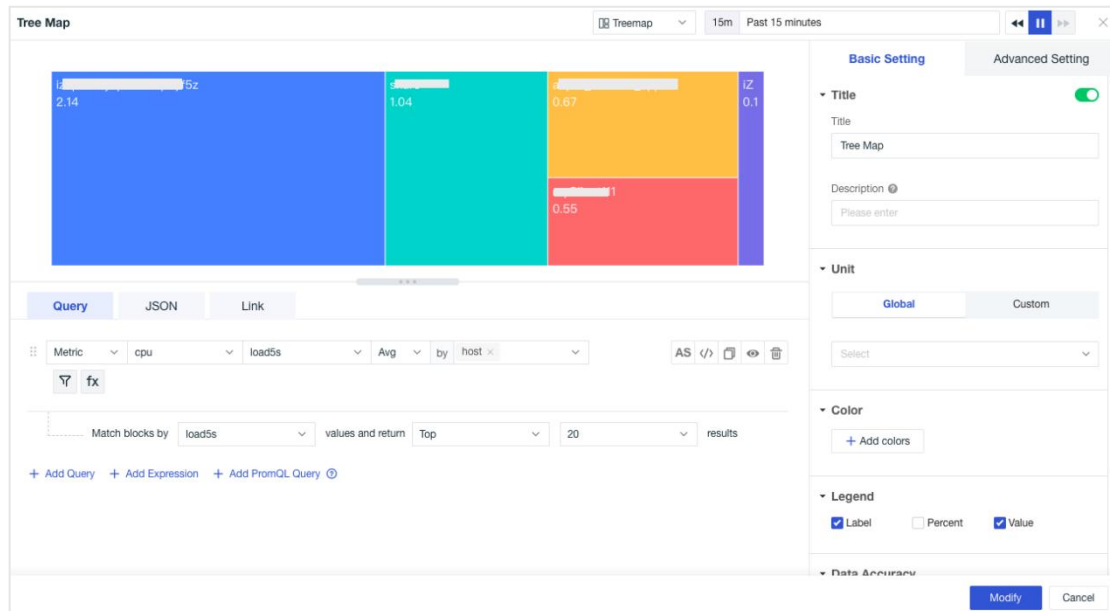 Tree Map
Treemap
15m Past 15 minutes
2.14
1.04
0.67
iZ
0.1
0.55
Basic Setting
Advanced Setting
Title
Title
Tree Map
Description
Please enter
Unit
Global
Custom
Select
Color
+ Add colors
Legend
Label
Percent
Value
Data Accuracy
Query
JSON
Link
Metric
cpu
load5s
Avg
by
host ×
AS </>
fx
Match blocks by
load5s
values and return
Top
20
results
+ Add Query
+ Add Expression
+ Add PromQL Query
Modify
Cancel